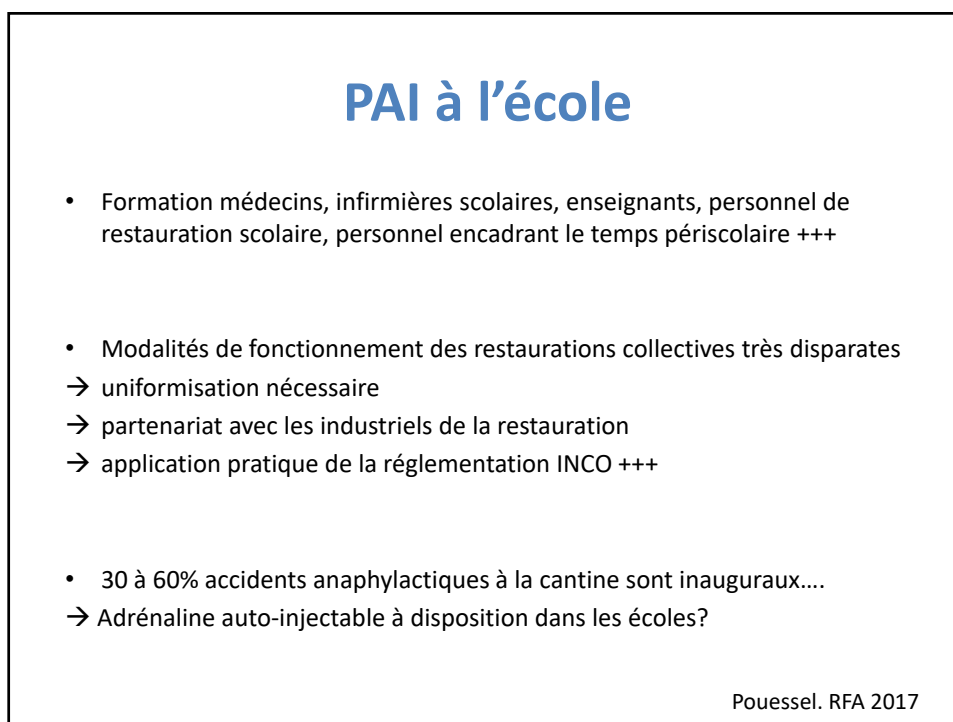 PAI à l’école
• Formation médecins, infirmières scolaires, enseignants, personnel de
restauration scolaire, personnel encadrant le temps périscolaire +++
• Modalités de fonctionnement des restaurations collectives très disparates
→ uniformisation nécessaire
→ partenariat avec les industriels de la restauration
→ application pratique de la réglementation INCO +++
• 30 à 60% accidents anaphylactiques à la cantine sont inauguraux….
→ Adrénaline auto-injectable à disposition dans les écoles?
Pouessel. RFA 2017